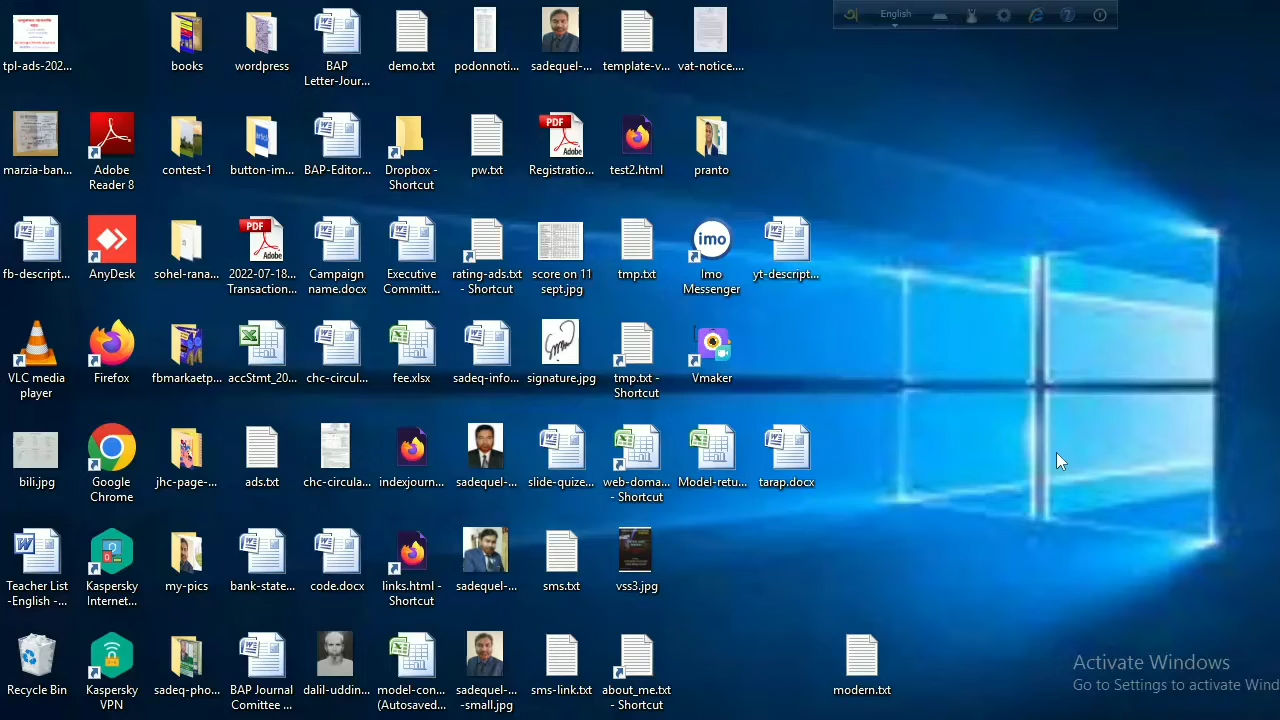 English
tpl-ads-202...
books
wordpress
BAP
Letter-Jour...
demo.txt
podonnoti...
sadequel-...
template-v...
vat-notice....
marzia-ban...
Adobe
Reader 8
contest-1
button-im...
BAP-Editor...
Dropbox -
Shortcut
pw.txt
PDF
Adobe
Registratio...
test2.html
pranto
fb-descript...
AnyDesk
sohel-rana...
PDF
Adobe
2022-07-18...
Transaction...
Campaign
name.docx
Executive
Committ...
rating-ads.txt
- Shortcut
score on 11
sept.jpg
tmp.txt
imo
Imo
Messenger
yt-descript...
VLC media
player
Firefox
fbmarkaetp...
accStmt_20...
chc-circul...
fee.xlsx
sadeq-info...
signature.jpg
tmp.txt -
Shortcut
Vmaker
bili.jpg
Google
Chrome
jhc-page-...
ads.txt
chc-circula...
indexjourn...
sadequel-...
slide-quize...
web-doma...
- Shortcut
Model-retu...
tarap.docx
Teacher List
-English -...
Kaspersky
Internet...
my-pics
bank-state...
code.docx
links.html -
Shortcut
sadequel-...
sms.txt
vss3.jpg
Recycle Bin
Kaspersky
VPN
sadeq-pho...
BAP Journal
Comittee ...
dalil-uddin...
model-con...
(Autosaved...
sadequel-...
-small.jpg
sms-link.txt
about_me.txt
- Shortcut
modern.txt
Activate Windows
Go to Settings to activate Wind